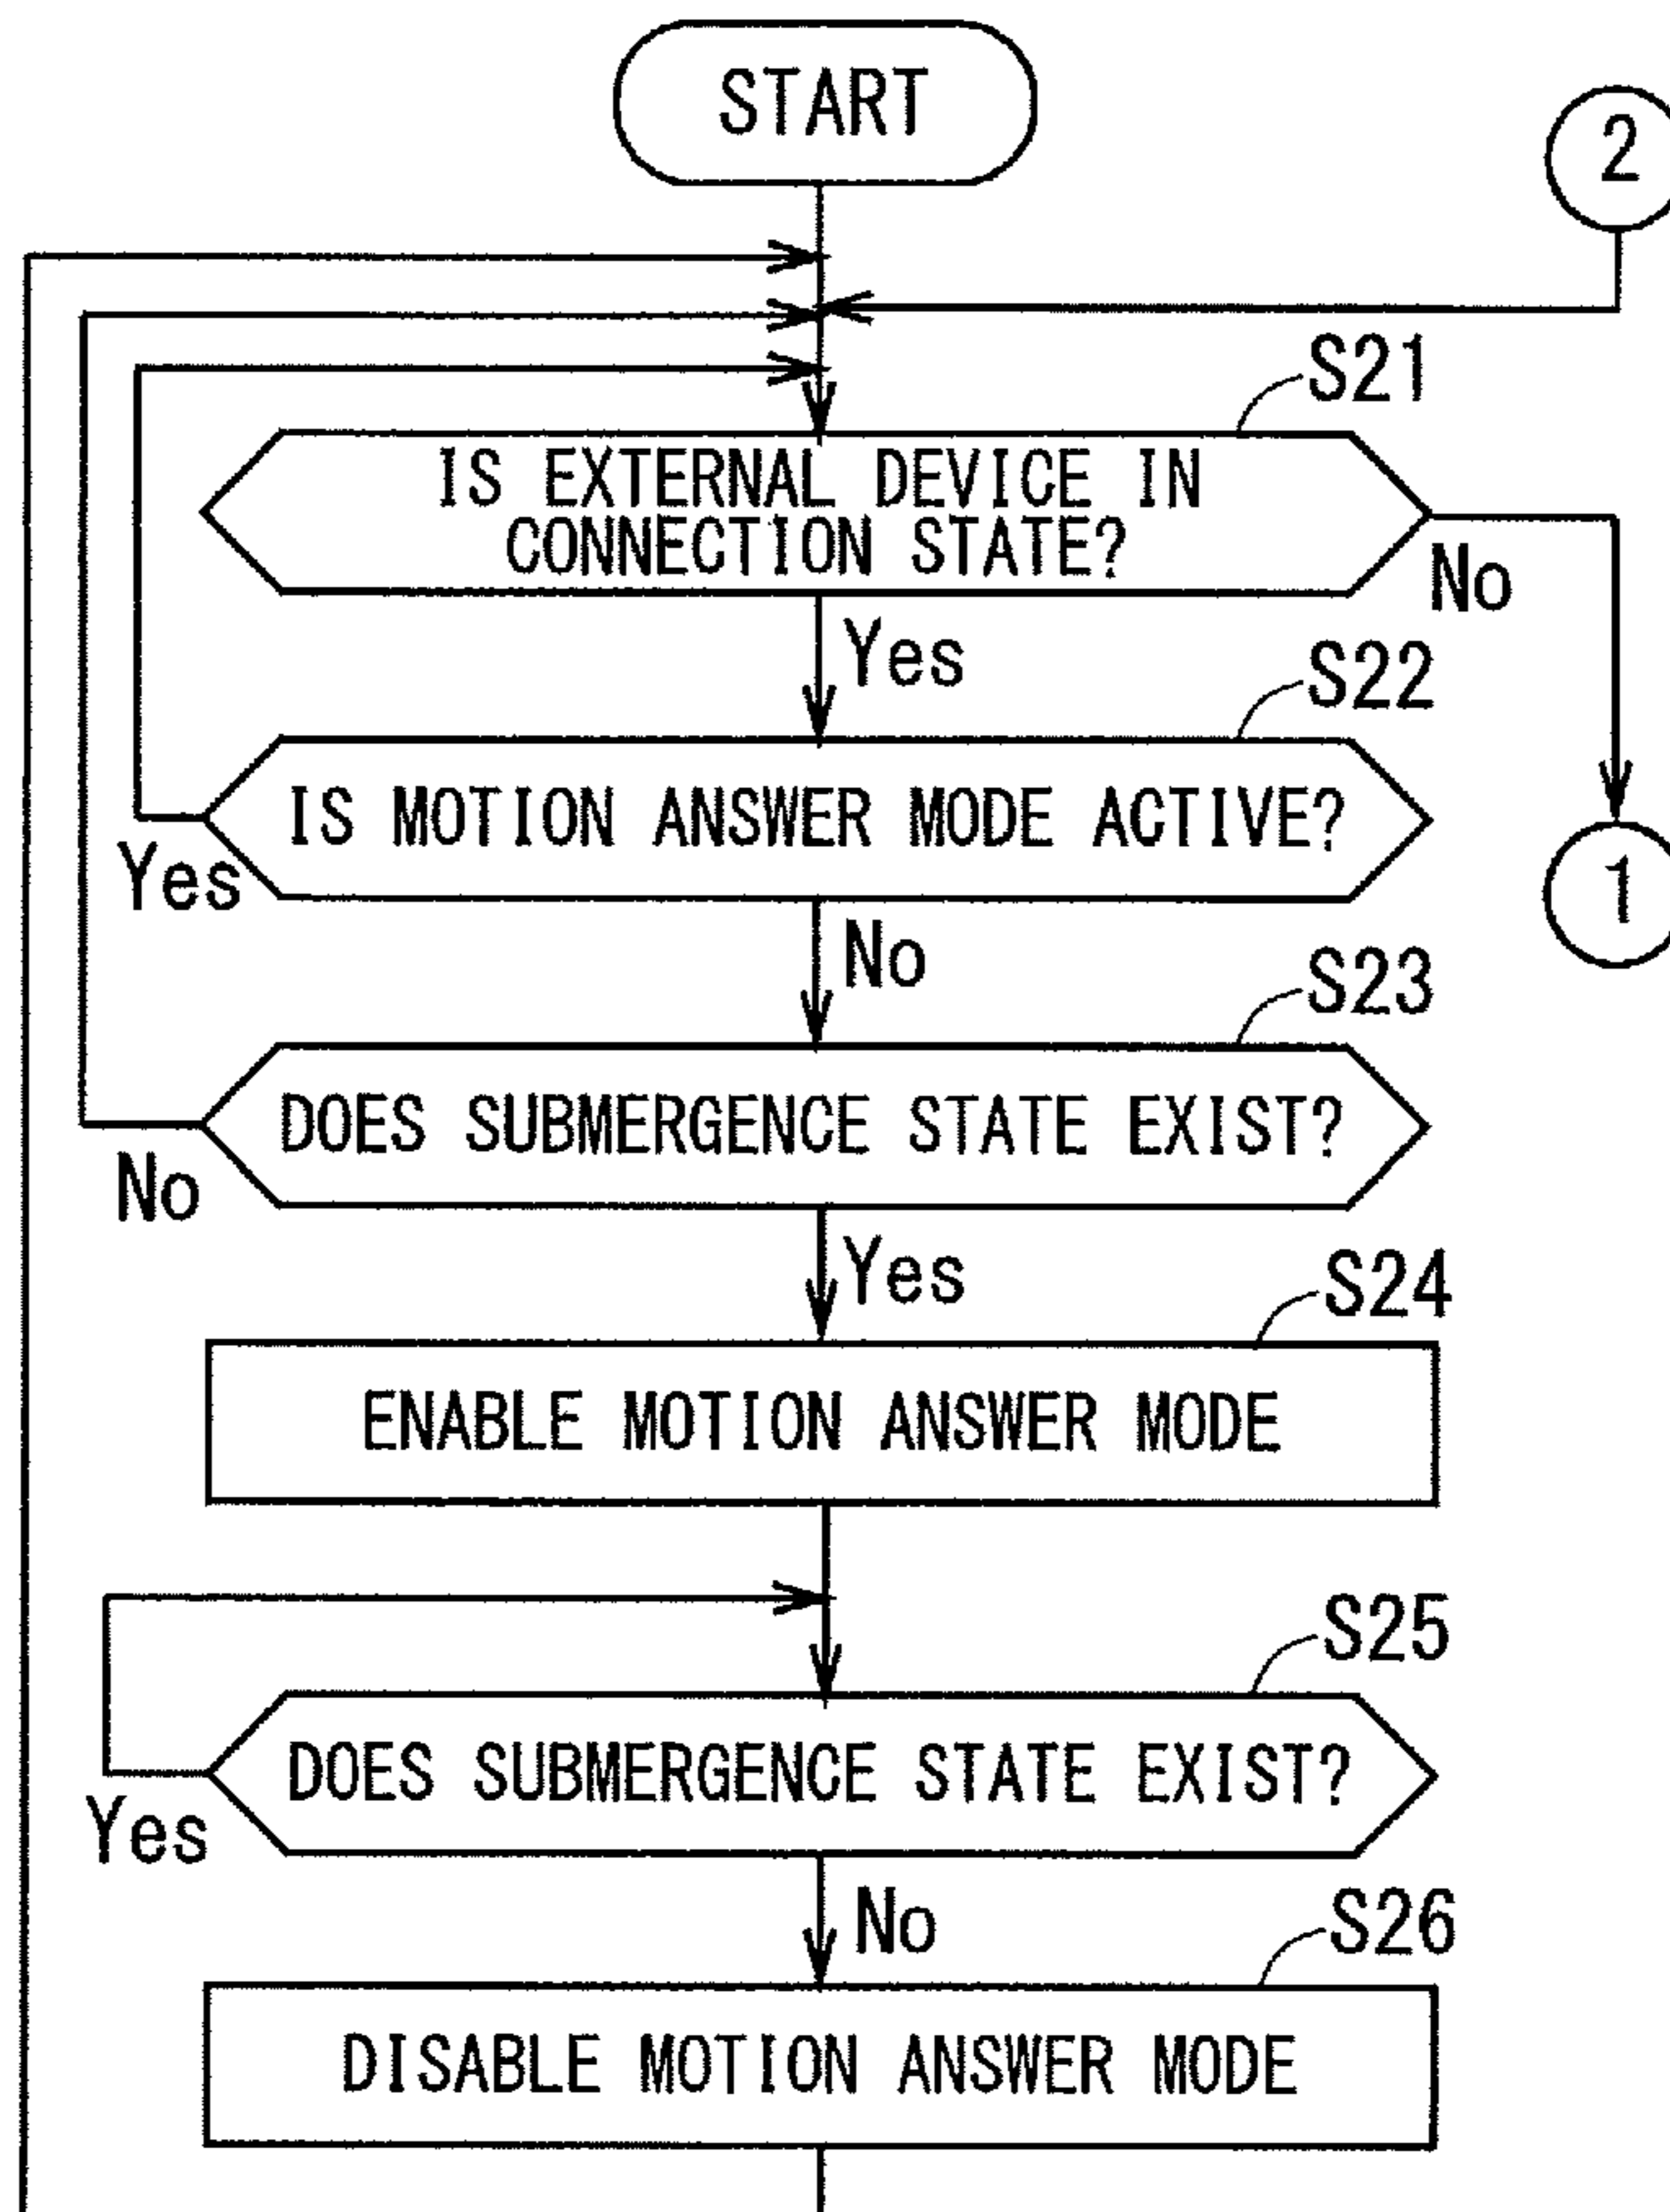 START
2
S21
IS EXTERNAL DEVICE IN
CONNECTION STATE?
No
Yes
S22
IS MOTION ANSWER MODE ACTIVE?
Yes
1
No
S23
DOES SUBMERGENCE STATE EXIST?
No
Yes
S24
ENABLE MOTION ANSWER MODE
S25
DOES SUBMERGENCE STATE EXIST?
Yes
No
S26
DISABLE MOTION ANSWER MODE